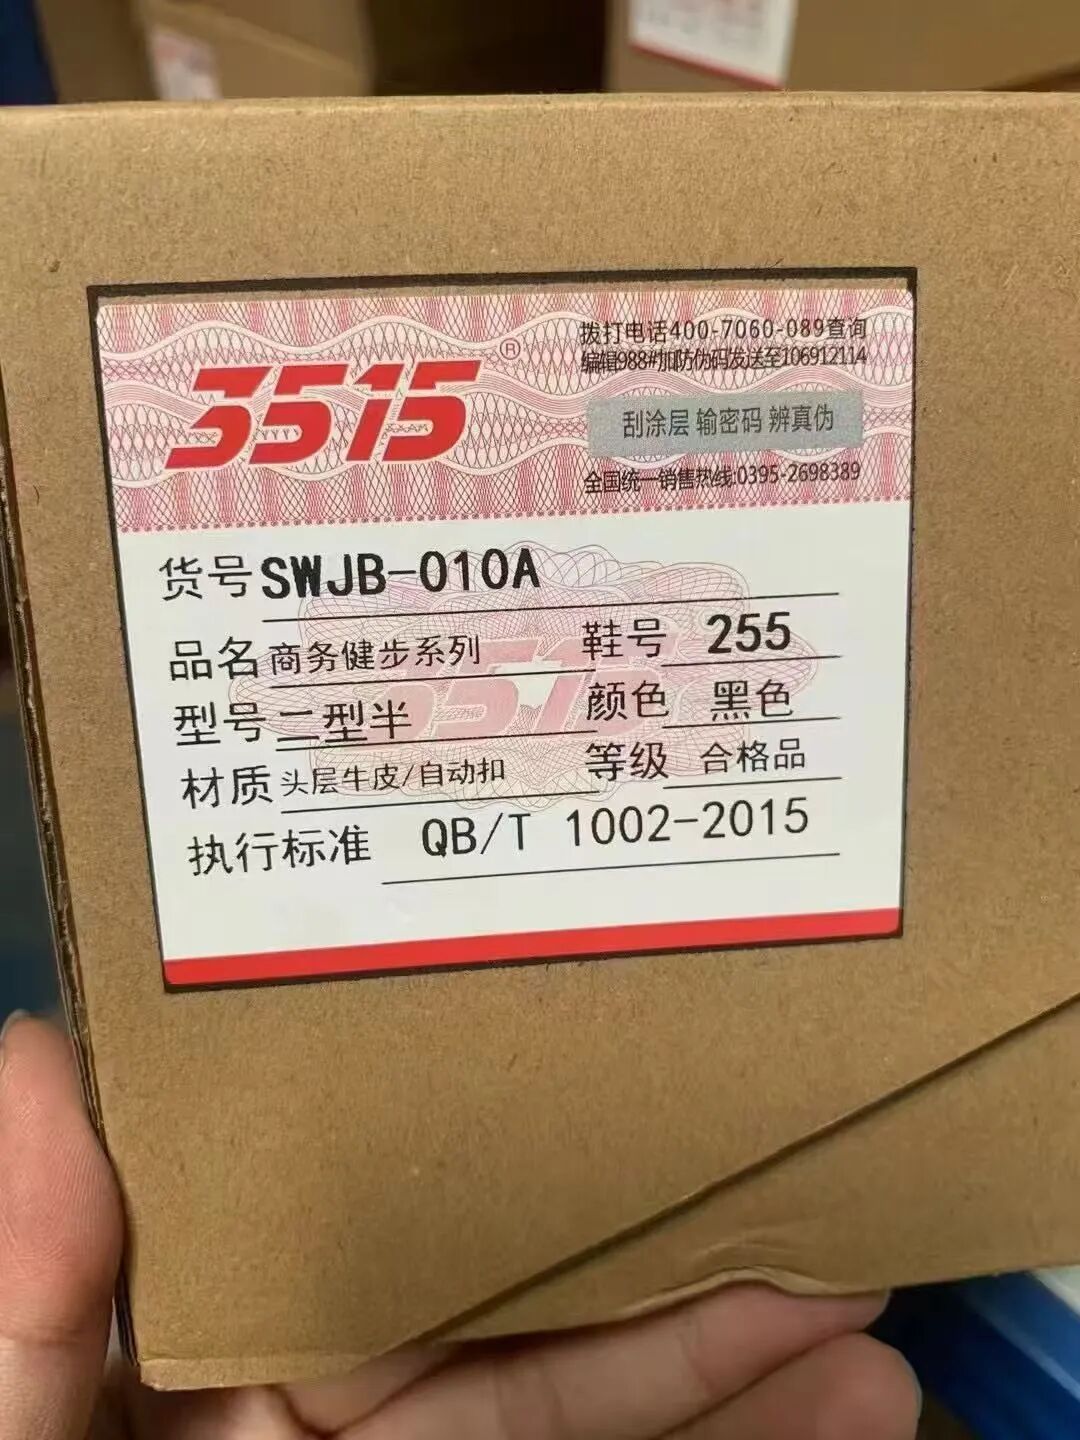 3515®
拨打电话400-7060-089查询
编辑988#加防伪码发送至106912114
刮涂层 输密码 辨真伪
全国统一销售热线:0395-2698389
货号 SWJB-010A
品名 商务健步系列 鞋号 255
型号 二型半 颜色 黑色
材质 头层牛皮/自动扣 等级 合格品
执行标准 QB/T 1002-2015
3515